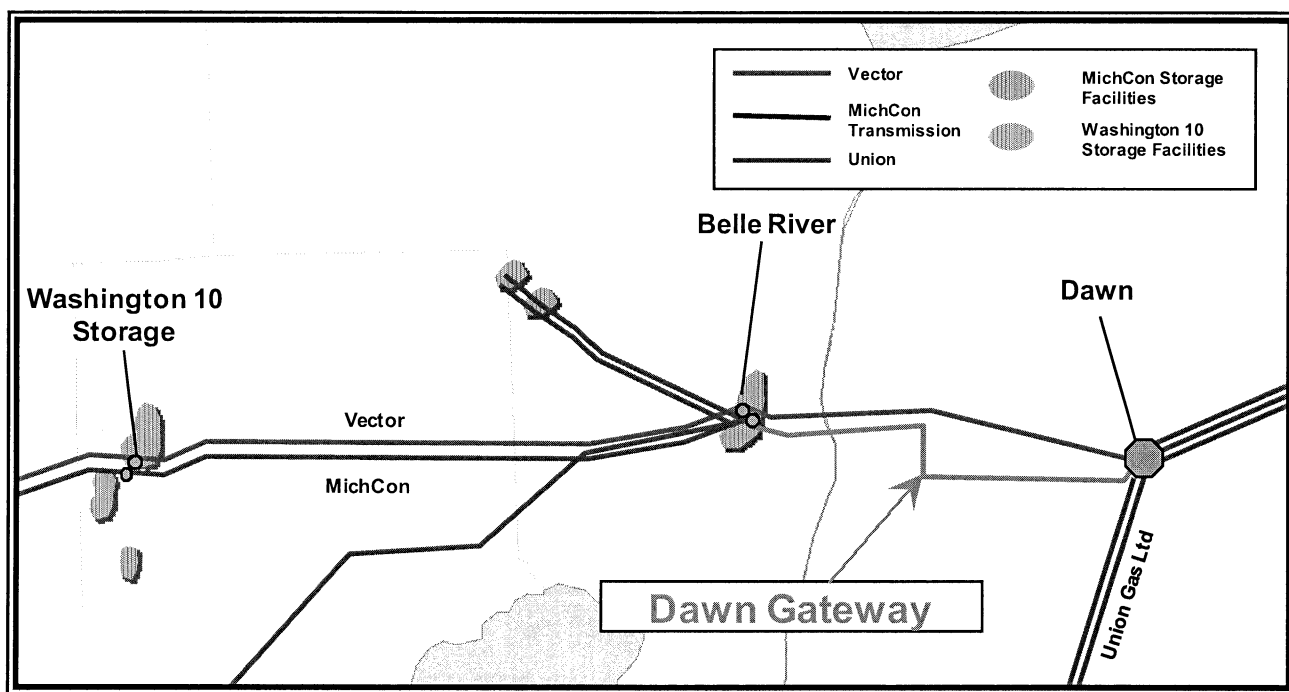 Vector
MichCon
Transmission
Union
MichCon Storage
Facilities
Washington 10
Storage Facilities
Belle River
Dawn
Washington 10
Storage
Vector
MichCon
Dawn Gateway
Union Gas Ltd